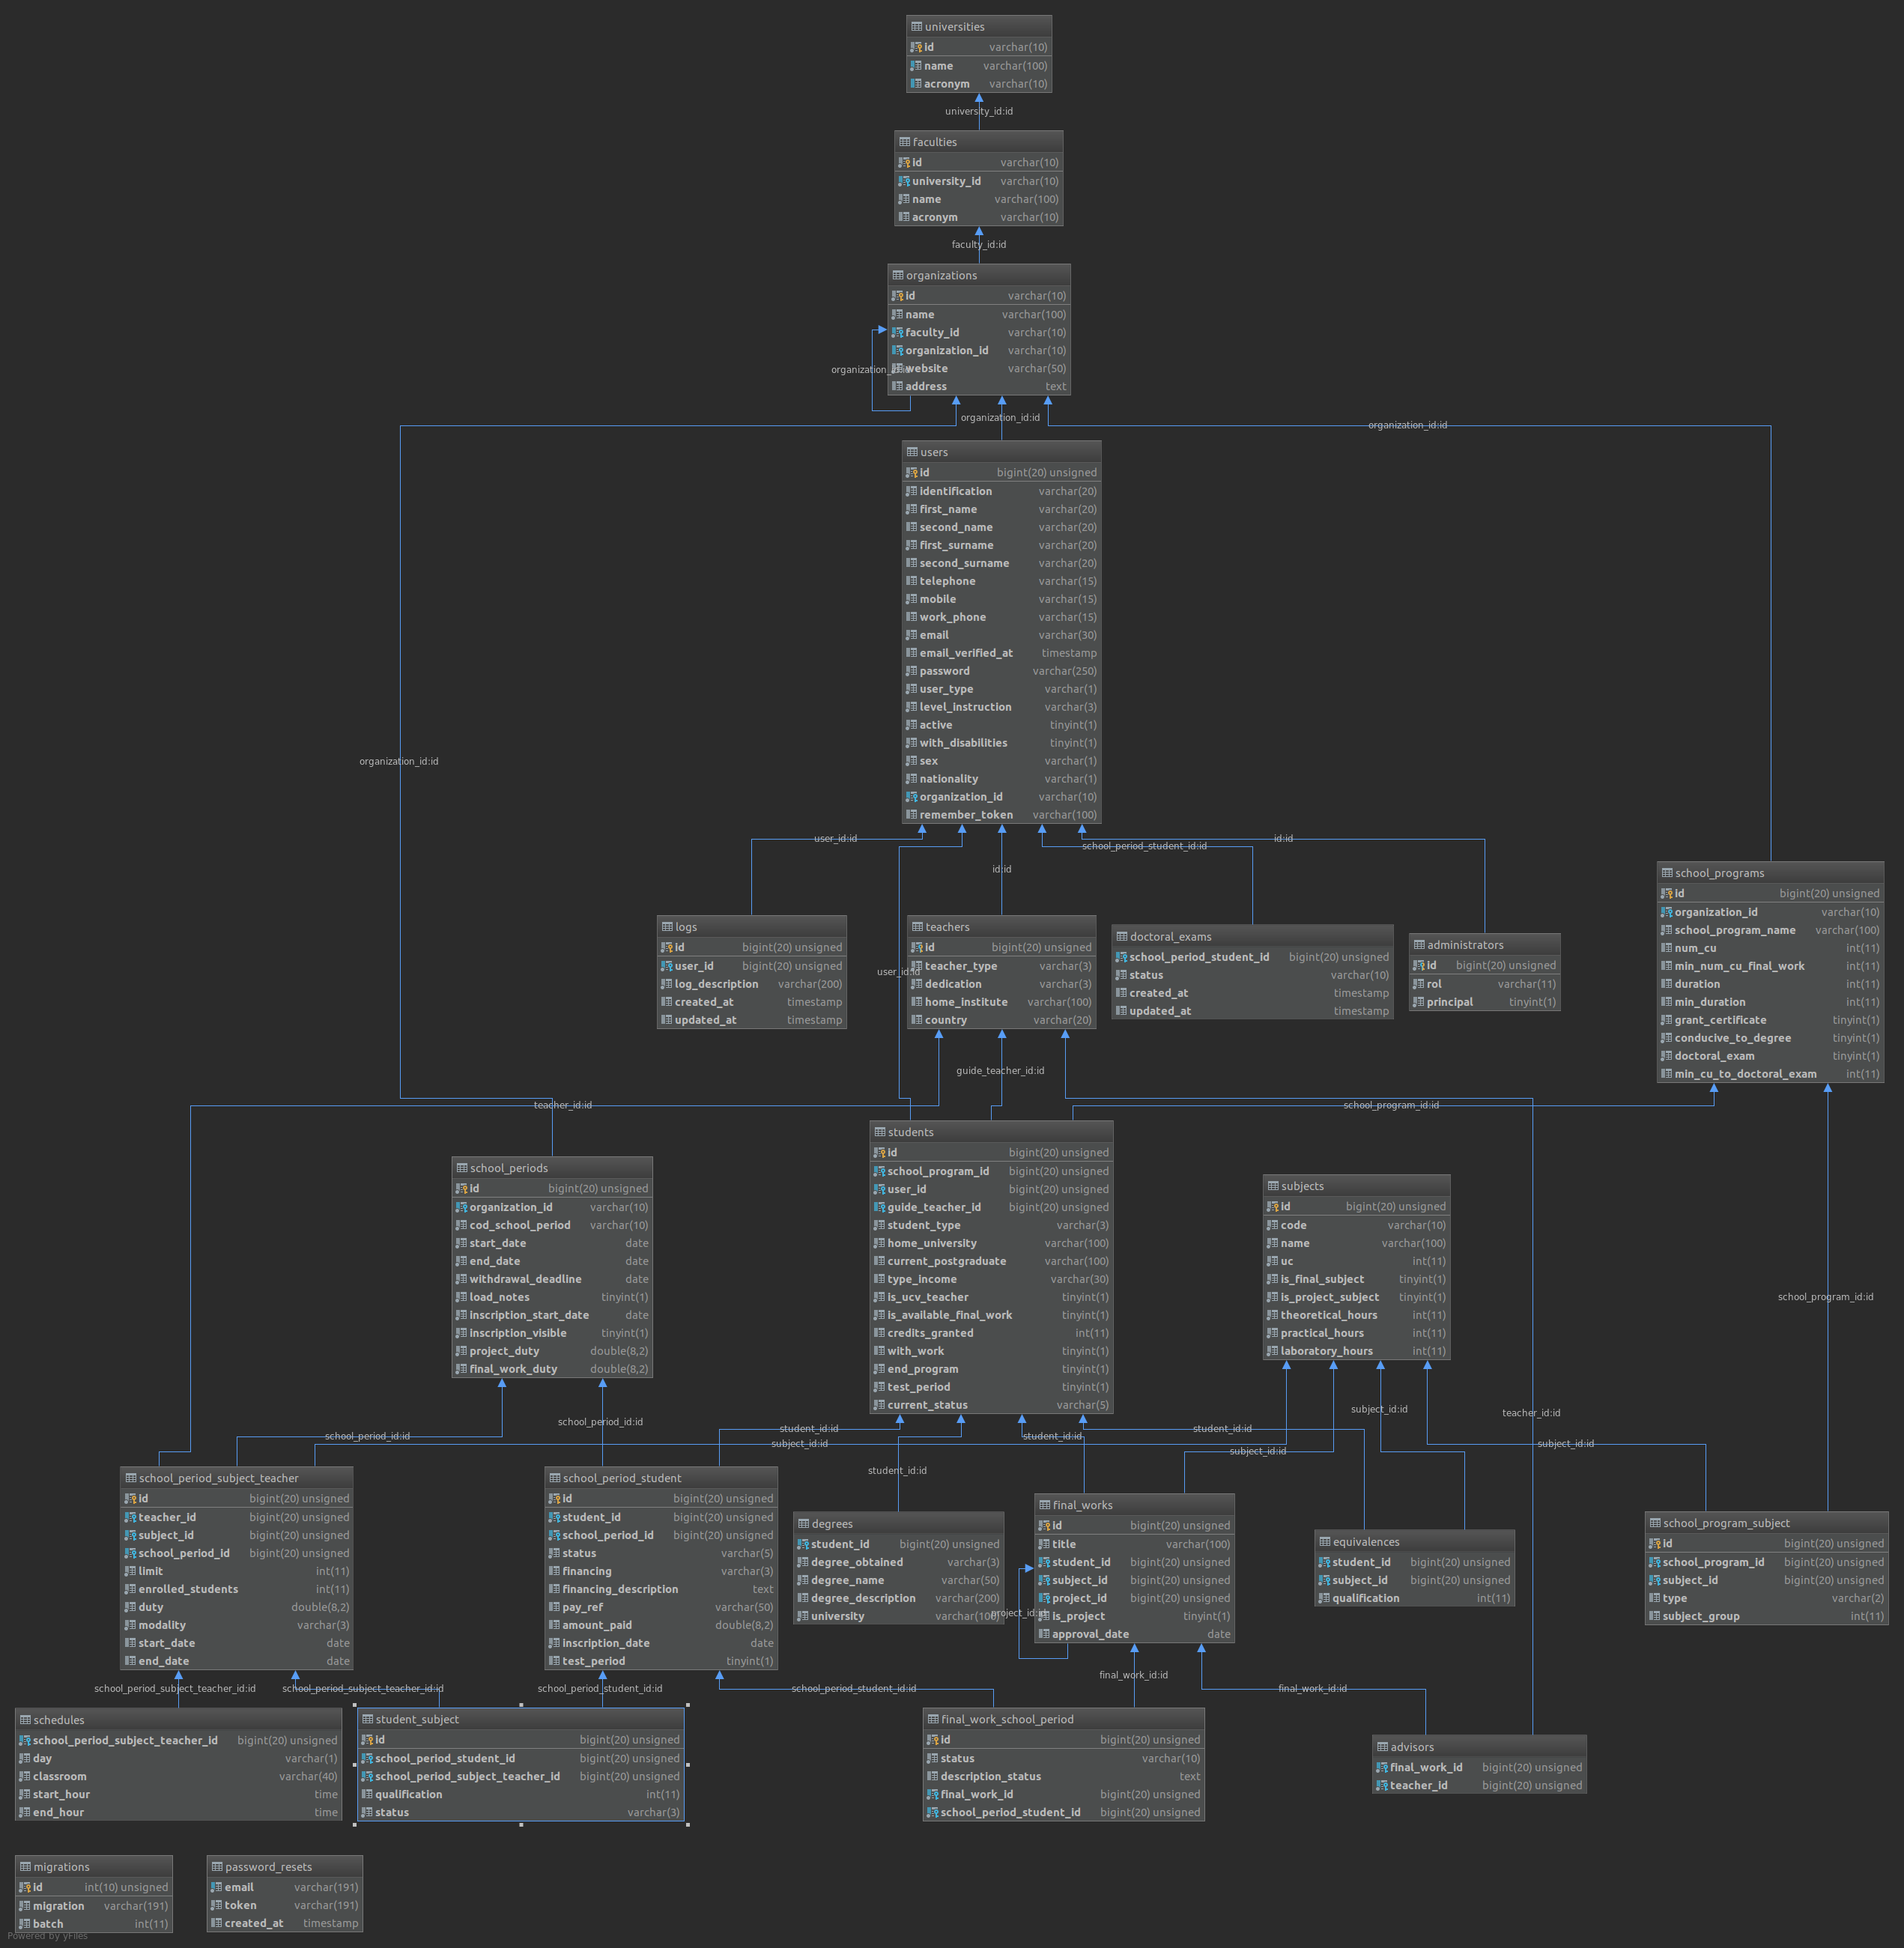 universities
id varchar(10)
name varchar(100)
acronym varchar(10)
university_id:id
faculties
id varchar(10)
university_id varchar(10)
name varchar(100)
acronym varchar(10)
faculty_id:id
organizations
id varchar(10)
name varchar(100)
faculty_id varchar(10)
organization_id varchar(10)
website varchar(50)
address text
organization_id:id
organization_id:id
organization_id:id
users
id bigint(20) unsigned
identification varchar(20)
first_name varchar(20)
second_name varchar(20)
first_surname varchar(20)
second_surname varchar(20)
telephone varchar(15)
mobile varchar(15)
work_phone varchar(15)
email varchar(30)
email_verified_at timestamp
password varchar(250)
user_type varchar(1)
level_instruction varchar(3)
active tinyint(1)
with_disabilities tinyint(1)
sex varchar(1)
nationality varchar(1)
organization_id varchar(10)
remember_token varchar(100)
organization_id:id
user_id:id
id:id
school_period_student_id:id
id:id
user_id:id
school_programs
id bigint(20) unsigned
organization_id varchar(10)
school_program_name varchar(100)
num_cu int(11)
min_num_cu_final_work int(11)
duration int(11)
min_duration int(11)
grant_certificate tinyint(1)
conducive_to_degree tinyint(1)
doctoral_exam tinyint(1)
min_cu_to_doctoral_exam int(11)
logs
id bigint(20) unsigned
user_id bigint(20) unsigned
log_description varchar(200)
created_at timestamp
updated_at timestamp
teachers
id bigint(20) unsigned
teacher_type varchar(3)
dedication varchar(3)
home_institute varchar(100)
country varchar(20)
doctoral_exams
school_period_student_id bigint(20) unsigned
status varchar(10)
created_at timestamp
updated_at timestamp
administrators
id bigint(20) unsigned
rol varchar(11)
principal tinyint(1)
guide_teacher_id:id
teacher_id:id
school_program_id:id
students
id bigint(20) unsigned
school_program_id bigint(20) unsigned
user_id bigint(20) unsigned
guide_teacher_id bigint(20) unsigned
student_type varchar(3)
home_university varchar(100)
current_postgraduate varchar(100)
type_income varchar(30)
is_ucv_teacher tinyint(1)
is_available_final_work tinyint(1)
credits_granted int(11)
with_work tinyint(1)
end_program tinyint(1)
test_period tinyint(1)
current_status varchar(5)
school_periods
id bigint(20) unsigned
organization_id varchar(10)
cod_school_period varchar(10)
start_date date
end_date date
withdrawal_deadline date
load_notes tinyint(1)
inscription_start_date date
inscription_visible tinyint(1)
project_duty double(8,2)
final_work_duty double(8,2)
subjects
id bigint(20) unsigned
code varchar(10)
name varchar(100)
uc int(11)
is_final_subject tinyint(1)
is_project_subject tinyint(1)
theoretical_hours int(11)
practical_hours int(11)
laboratory_hours int(11)
school_program_id:id
school_period_id:id
school_period_id:id
student_id:id
subject_id:id
student_id:id
student_id:id
student_id:id
subject_id:id
subject_id:id
teacher_id:id
subject_id:id
school_period_subject_teacher
id bigint(20) unsigned
teacher_id bigint(20) unsigned
subject_id bigint(20) unsigned
school_period_id bigint(20) unsigned
limit int(11)
enrolled_students int(11)
duty double(8,2)
modality varchar(3)
start_date date
end_date date
school_period_student
id bigint(20) unsigned
student_id bigint(20) unsigned
school_period_id bigint(20) unsigned
status varchar(5)
financing varchar(3)
financing_description text
pay_ref varchar(50)
amount_paid double(8,2)
inscription_date date
test_period tinyint(1)
degrees
student_id bigint(20) unsigned
degree_obtained varchar(3)
degree_name varchar(50)
degree_description varchar(200)
university varchar(100)
final_works
id bigint(20) unsigned
title varchar(100)
student_id bigint(20) unsigned
subject_id bigint(20) unsigned
project_id bigint(20) unsigned
is_project tinyint(1)
approval_date date
project_id:id
equivalences
student_id bigint(20) unsigned
subject_id bigint(20) unsigned
qualification int(11)
school_program_subject
id bigint(20) unsigned
school_program_id bigint(20) unsigned
subject_id bigint(20) unsigned
type varchar(2)
subject_group int(11)
school_period_subject_teacher_id:id
school_period_subject_teacher_id:id
school_period_student_id:id
school_period_student_id:id
final_work_id:id
final_work_id:id
schedules
school_period_subject_teacher_id bigint(20) unsigned
day varchar(1)
classroom varchar(40)
start_hour time
end_hour time
student_subject
id bigint(20) unsigned
school_period_student_id bigint(20) unsigned
school_period_subject_teacher_id bigint(20) unsigned
qualification int(11)
status varchar(3)
final_work_school_period
id bigint(20) unsigned
status varchar(10)
description_status text
final_work_id bigint(20) unsigned
school_period_student_id bigint(20) unsigned
advisors
final_work_id bigint(20) unsigned
teacher_id bigint(20) unsigned
migrations
id int(10) unsigned
migration varchar(191)
batch int(11)
password_resets
email varchar(191)
token varchar(191)
created_at timestamp
Powered by yFiles